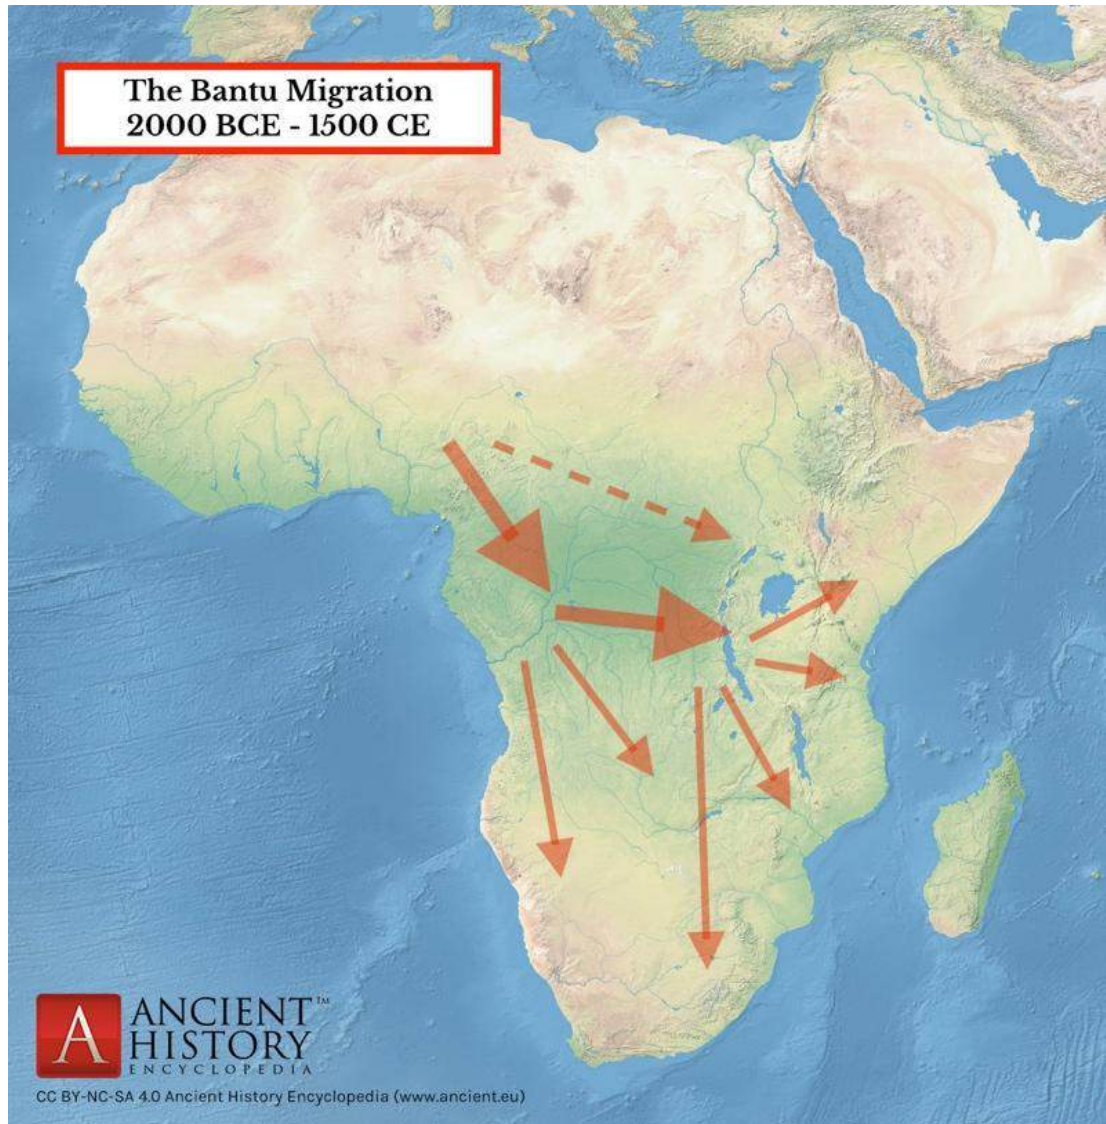 The Bantu Migration
2000 BCE - 1500 CE
A
ANCIENT™
HISTORY
ENCYCLOPEDIA
CC BY-NC-SA 4.0 Ancient History Encyclopedia (www.ancient.eu)